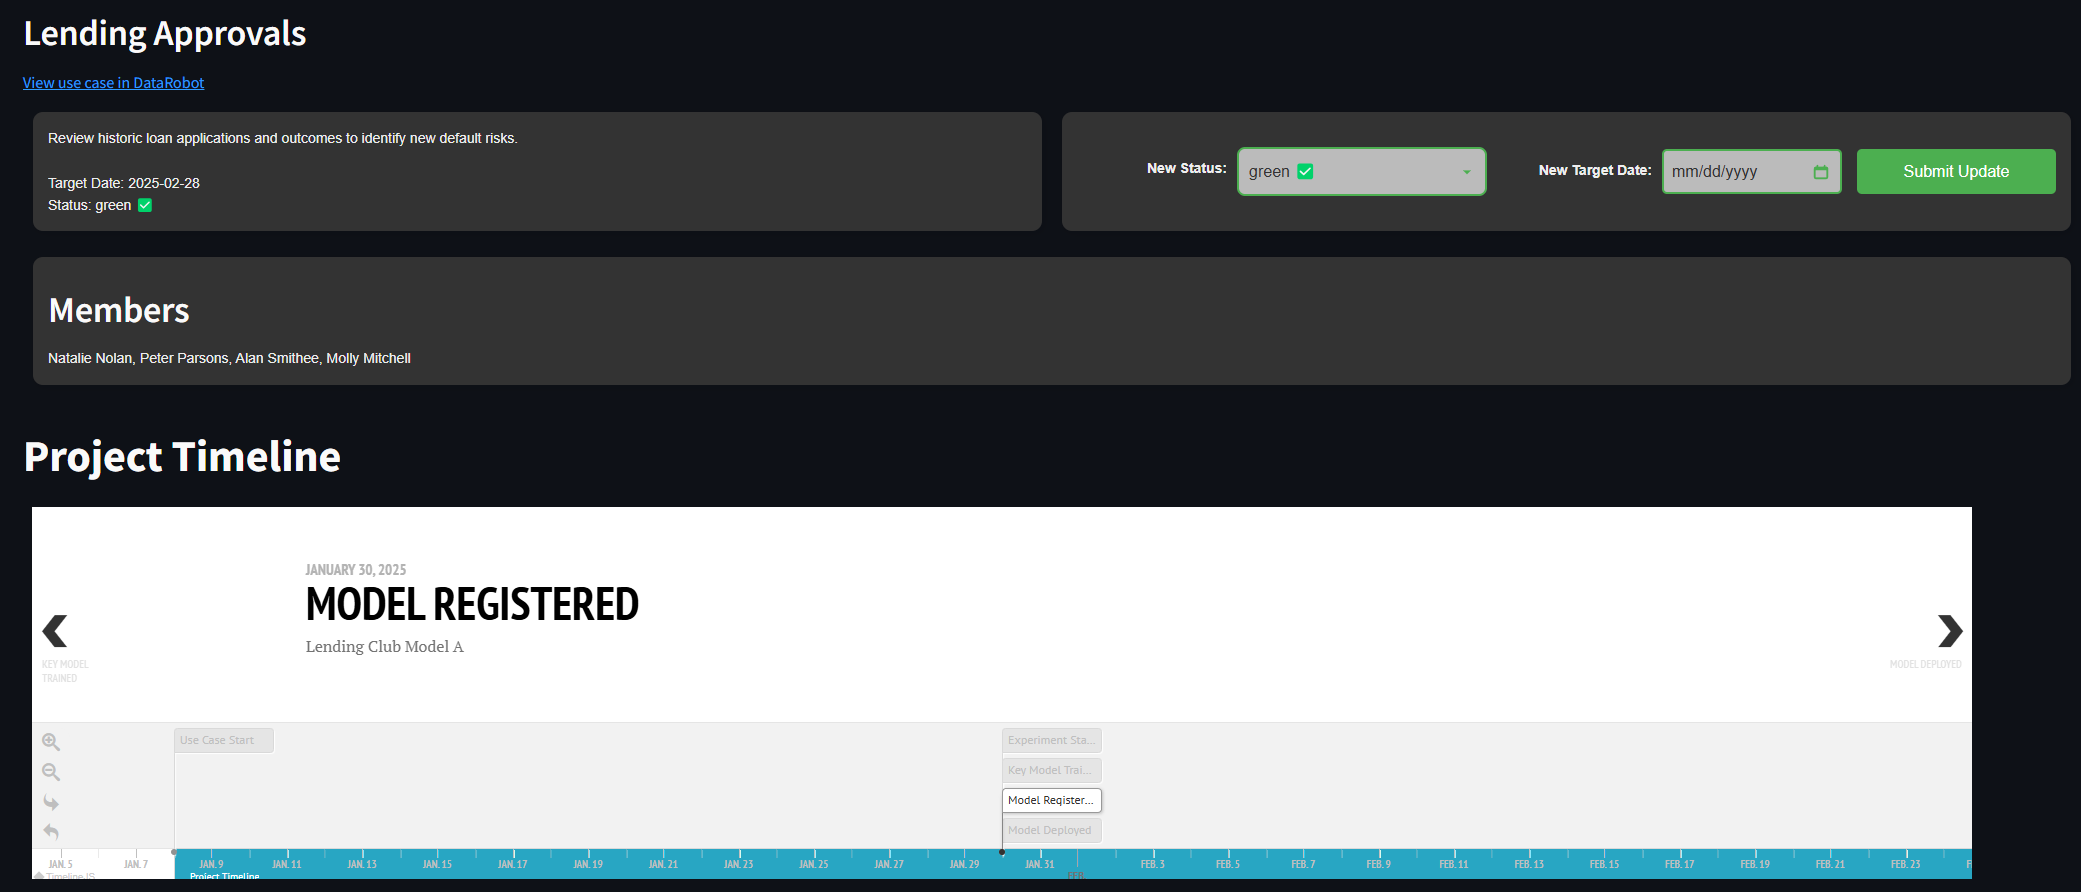 Lending Approvals
View use case in DataRobot
Review historic loan applications and outcomes to identify new default risks.
Target Date: 2025-02-28
Status: green ✅
New Status:
green ✅
New Target Date:
mm/dd/yyyy
Submit Update
Members
Natalie Nolan, Peter Parsons, Alan Smithee, Molly Mitchell
Project Timeline
JANUARY 30, 2025
MODEL REGISTERED
Lending Club Model A
KEY MODEL
TRAINED
MODEL DEPLOYED
Use Case Start
Experiment Sta...
Key Model Trai...
Model Register...
Model Deployed
JAN. 5 JAN. 7 JAN. 9 JAN. 11 JAN. 13 JAN. 15 JAN. 17 JAN. 19 JAN. 21 JAN. 23 JAN. 25 JAN. 27 JAN. 29 JAN. 31 FEB. 3 FEB. 5 FEB. 7 FEB. 9 FEB. 11 FEB. 13 FEB. 15 FEB. 17 FEB. 19 FEB. 21 FEB. 23
TimelineJS
Project Timeline